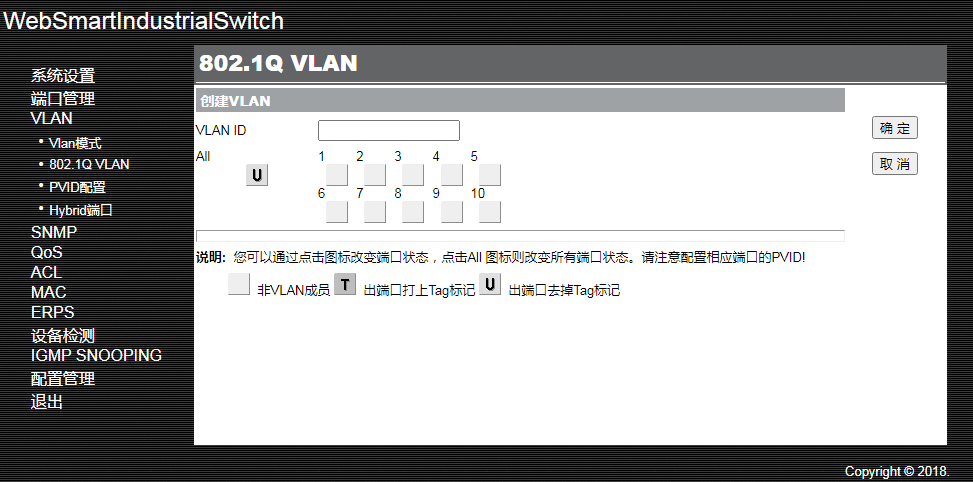 WebSmartIndustrialSwitch
系统设置
端口管理
VLAN
• Vlan模式
• 802.1Q VLAN
• PVID配置
• Hybrid端口
SNMP
QoS
ACL
MAC
ERPS
设备检测
IGMP SNOOPING
配置管理
退出
802.1Q VLAN
创建VLAN
VLAN ID
确 定
All
U
1 2 3 4 5
6 7 8 9 10
取 消
说明: 您可以通过点击图标改变端口状态，点击All 图标则改变所有端口状态。请注意配置相应端口的PVID!
非VLAN成员 T 出端口打上Tag标记 U 出端口去掉Tag标记
Copyright © 2018.